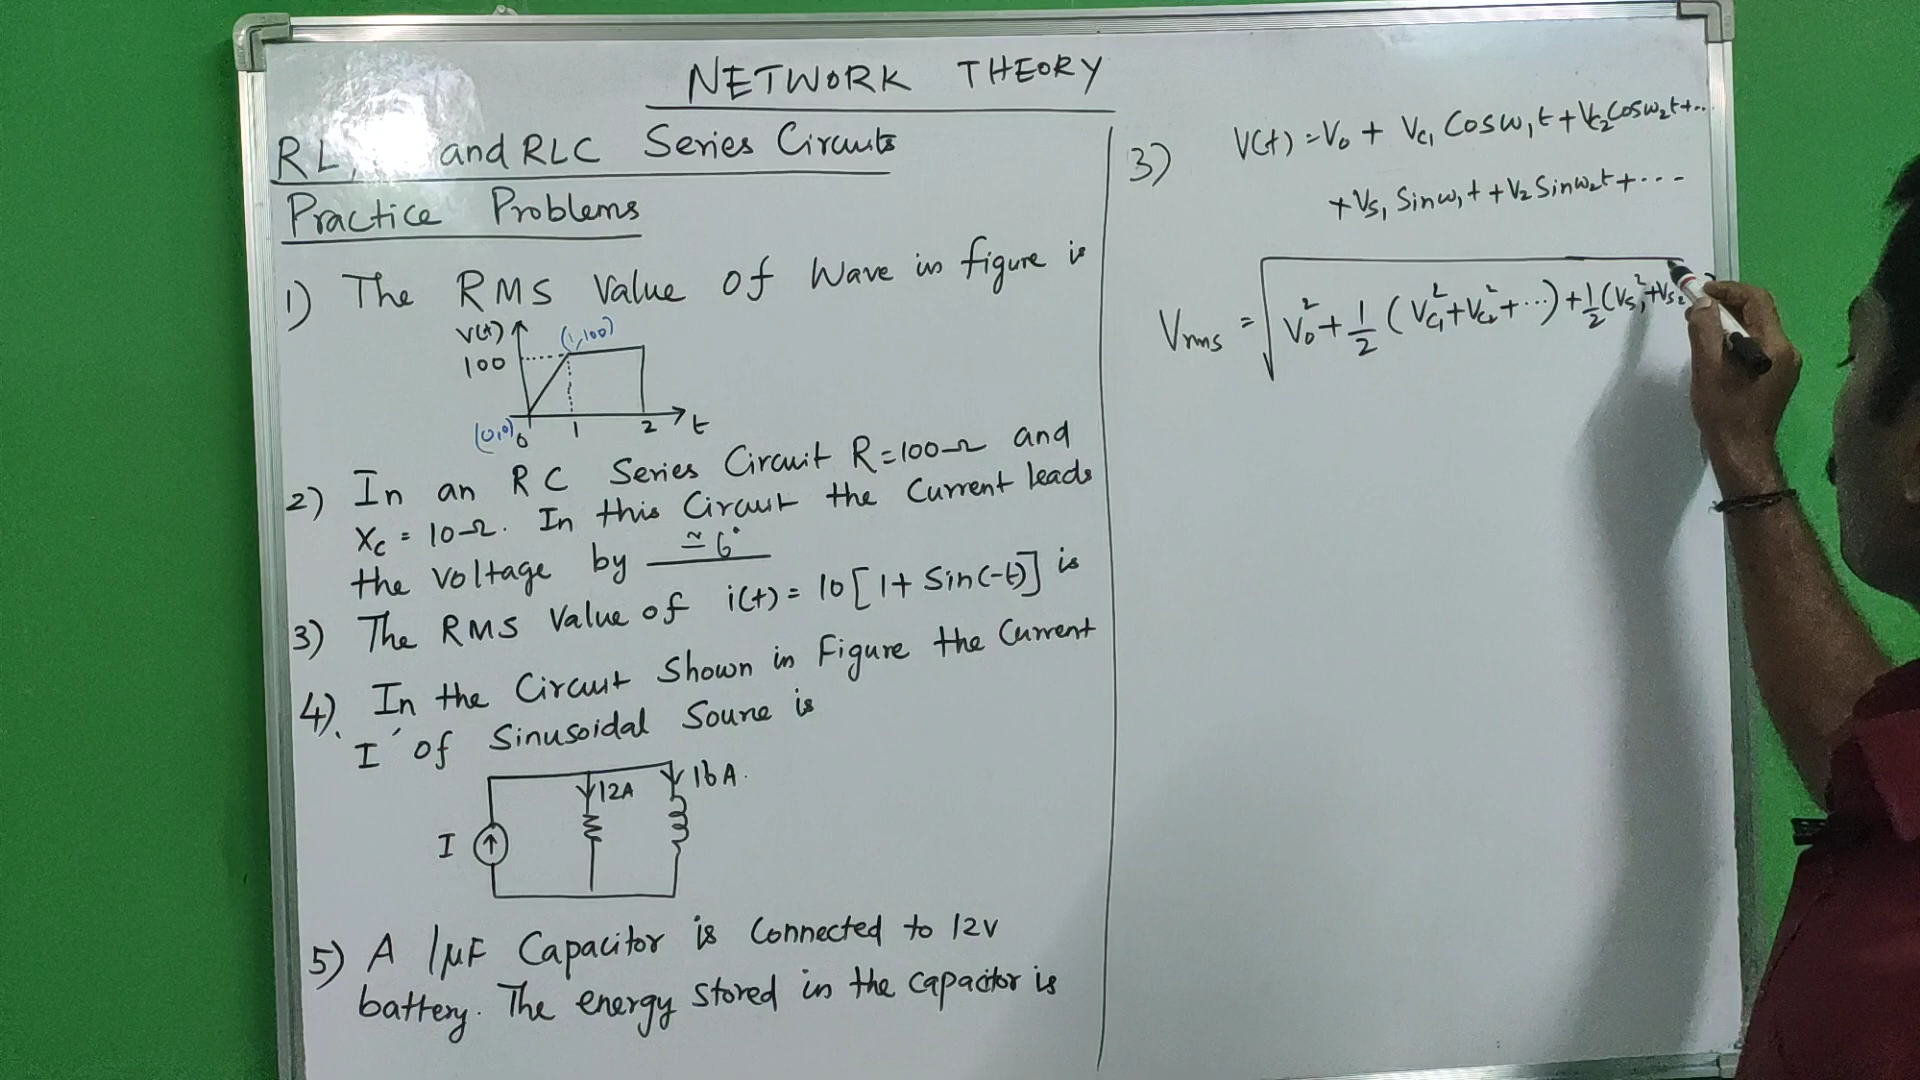 NETWORK THEORY
RL, and RLC Series Circuits
Practice Problems
1) The RMS Value of Wave in figure is
V(t)
(1,100)
100
(0,0) 0 1 2 t
2) In an RC Series Circuit R=100Ω and
Xc = 10Ω. In this Circuit the Current leads
the voltage by ≃ 6°
3) The RMS Value of i(t) = 10[1+ Sin(-t)] is
4). In the Circuit Shown in Figure the Current
I of Sinusoidal Source is
12A 16A.
I
5) A 1μF Capacitor is Connected to 12V
battery. The energy stored in the capacitor is
3) V(t) = V₀ + Vc₁ Cosω₁t + Vc₂Cosω₂t+...
+Vs₁ Sinω₁t + V₂ Sinω₂t + ...
Vrms = √V₀² + 1/2 (Vc₁² + Vc₂² + ...) + 1/2 (Vs₁² + Vs₂²